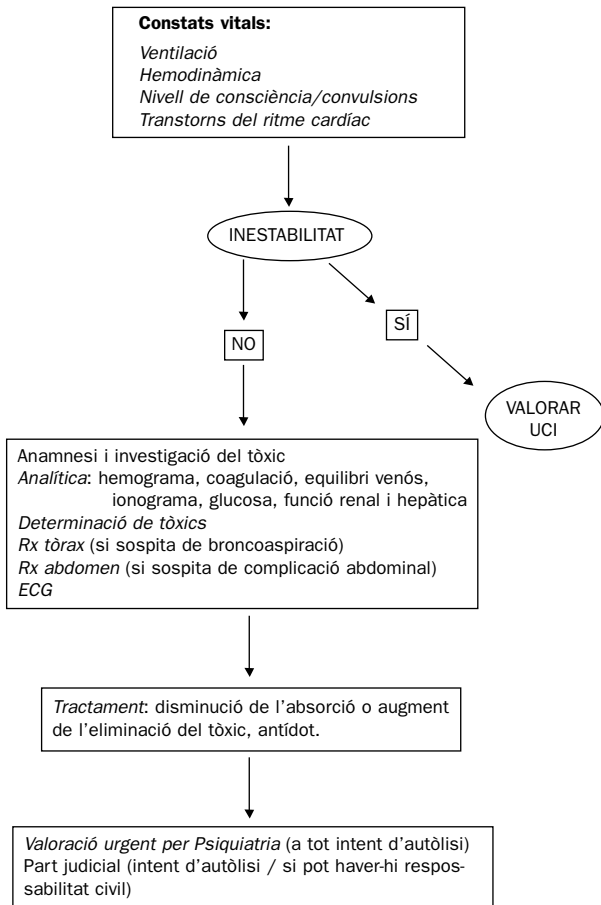 Constats vitals:
Ventilació
Hemodinàmica
Nivell de consciència/convulsions
Transtorns del ritme cardíac
INESTABILITAT
NO
SÍ
VALORAR
UCI
Anamnesi i investigació del tòxic
Analítica: hemograma, coagulació, equilibri venós,
ionograma, glucosa, funció renal i hepàtica
Determinació de tòxics
Rx tòrax (si sospita de broncoaspiració)
Rx abdomen (si sospita de complicació abdominal)
ECG
Tractament: disminució de l’absorció o augment
de l’eliminació del tòxic, antídot.
Valoració urgent per Psiquiatria (a tot intent d’autòlisi)
Part judicial (intent d’autòlisi / si pot haver-hi respos-
sabilitat civil)